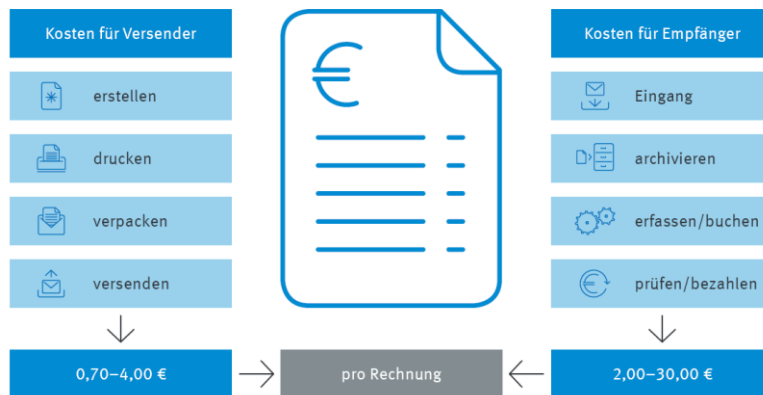 Kosten für Versender
erstellen
drucken
verpacken
versenden
0,70–4,00 €
€
pro Rechnung
Kosten für Empfänger
Eingang
archivieren
erfassen/buchen
prüfen/bezahlen
2,00–30,00 €